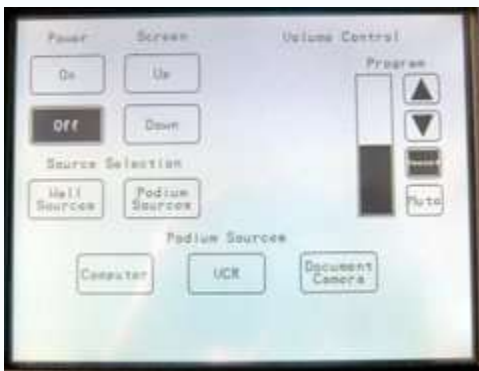 Power Screen Volume Control
Program
On Up
Off Down
Source Selection
Wall Sources
Podium Sources
Mute
Podium Sources
Computer VCR Document Camera